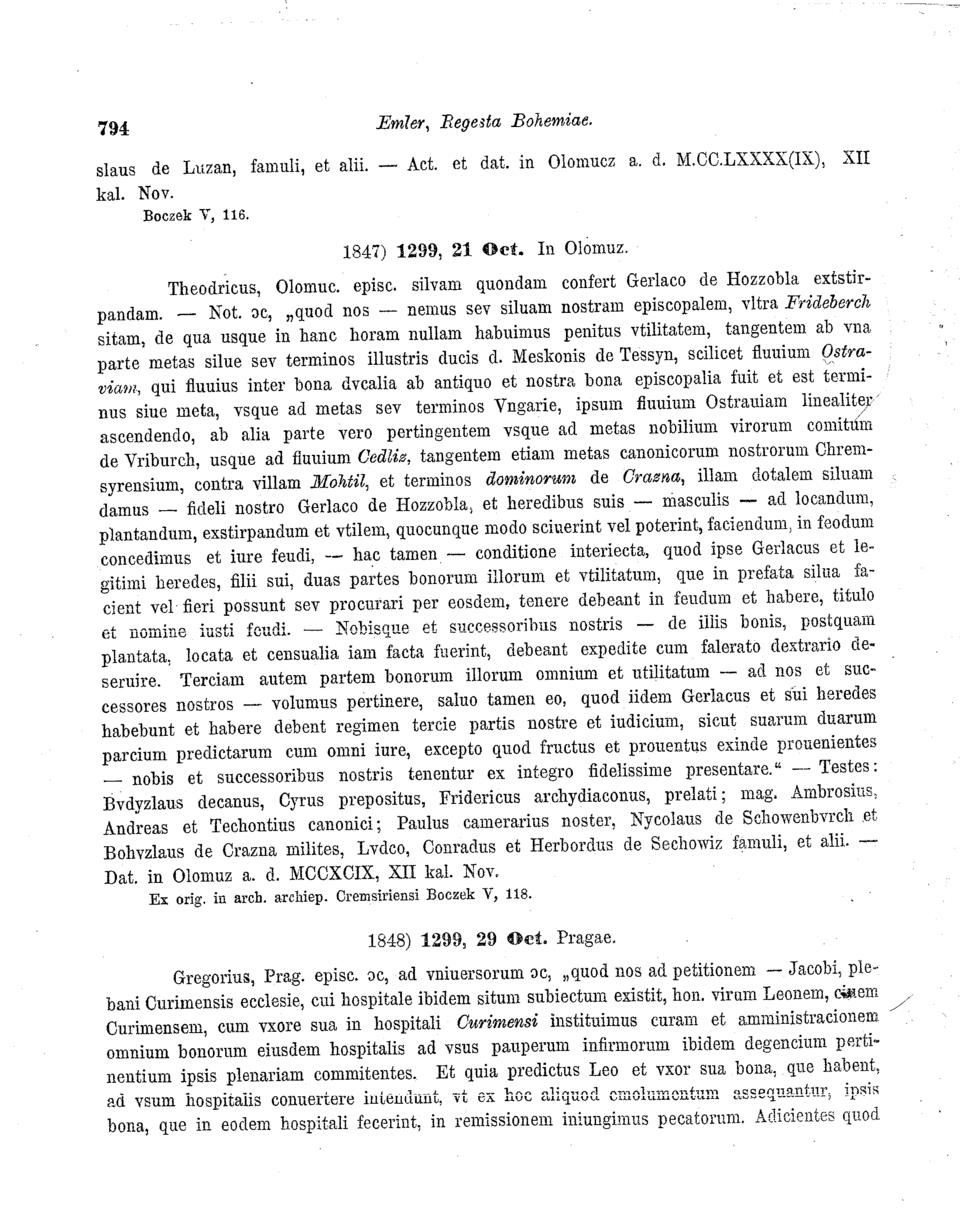 794
Emler, Regesta Bohemiae.
slaus de Luzan, famuli, et alii. — Act. et dat. in Olomucz a. d. M.CC.LXXXX(IX), XII
kal. Nov.
Boczek V, 116.
1847) 1299, 21 Oct. In Olomuz.
Theodricus, Olomuc. episc. silvam quondam confert Gerlaco de Hozzobla extstir-
pandam. — Not. ɔc, „quod nos — nemus sev siluam nostram episcopalem, vltra Frideberch
sitam, de qua usque in hanc horam nullam habuimus penitus vtilitatem, tangentem ab vna
parte metas silue sev terminos illustris ducis d. Meskonis de Tessyn, scilicet fluuium Ostra-
viam, qui fluuius inter bona dvcalia ab antiquo et nostra bona episcopalia fuit et est termi-
nus siue meta, vsque ad metas sev terminos Vngarie, ipsum fluuium Ostrauiam linealiter
ascendendo, ab alia parte vero pertingentem vsque ad metas nobilium virorum comitum
de Vriburch, usque ad fluuium Cedliz, tangentem etiam metas canonicorum nostrorum Chrem-
syrensium, contra villam Mohtil, et terminos dominorum de Crazna, illam dotalem siluam
damus — fideli nostro Gerlaco de Hozzobla, et heredibus suis — masculis — ad locandum,
plantandum, exstirpandum et vtilem, quocunque modo sciuerint vel poterint, faciendum, in feodum
concedimus et iure feudi, — hac tamen — conditione interiecta, quod ipse Gerlacus et le-
gitimi heredes, filii sui, duas partes bonorum illorum et vtilitatum, que in prefata silua fa-
cient vel fieri possunt sev procurari per eosdem, tenere debeant in feudum et habere, titulo
et nomine iusti feudi. — Nobisque et successoribus nostris — de illis bonis, postquam
plantata, locata et censualia iam facta fuerint, debeant expedite cum falerato dextrario de-
seruire. Terciam autem partem bonorum illorum omnium et utilitatum — ad nos et suc-
cessores nostros — volumus pertinere, saluo tamen eo, quod iidem Gerlacus et sui heredes
habebunt et habere debent regimen tercie partis nostre et iudicium, sicut suarum duarum
parcium predictarum cum omni iure, excepto quod fructus et prouentus exinde prouenientes
— nobis et successoribus nostris tenentur ex integro fidelissime presentare.“ — Testes:
Bvdyzlaus decanus, Cyrus prepositus, Fridericus archydiaconus, prelati; mag. Ambrosius,
Andreas et Techontius canonici; Paulus camerarius noster, Nycolaus de Schowenbvrch et
Bohvzlaus de Crazna milites, Lvdco, Conradus et Herbordus de Sechowiz famuli, et alii. —
Dat. in Olomuz a. d. MCCXCIX, XII kal. Nov.
Ex orig. in arch. archiep. Cremsiriensi Boczek V, 118.
1848) 1299, 29 Oct. Pragae.
Gregorius, Prag. episc. ɔc, ad vniuersorum ɔc, „quod nos ad petitionem — Jacobi, ple-
bani Curimensis ecclesie, cui hospitale ibidem situm subiectum existit, hon. virum Leonem,
Curimensem, cum vxore sua in hospitali Curimensi instituimus curam et amministracionem
omnium bonorum eiusdem hospitalis ad vsus pauperum infirmorum ibidem degencium perti-
nentium ipsis plenariam commitentes. Et quia predictus Leo et vxor sua bona, que habent,
ad vsum hospitalis conuertere intendunt, vt ex hoc aliquod emolumentum assequantur, ipsis
bona, que in eodem hospitali fecerint, in remissionem iniungimus pecatorum. Adicientes quod